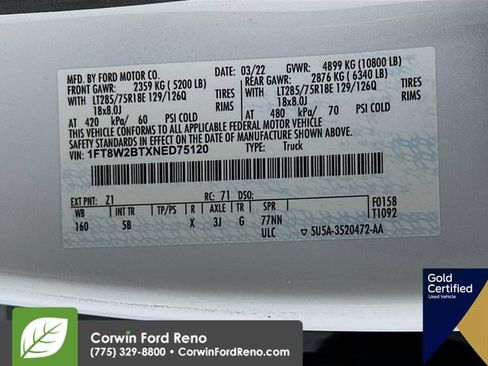 MFD. BY FORD MOTOR CO.
03/22 GVWR: 4899 KG (10800 LB)
FRONT GAWR: 2359 KG (5200 LB)
REAR GAWR: 2876 KG (6340 LB)
WITH LT285/75R18E 129/126Q TIRES
WITH LT285/75R18E 129/126Q TIRES
18x8.0J RIMS
18x8.0J RIMS
AT 420 kPa/ 60 PSI COLD
AT 480 kPa/ 70 PSI COLD
THIS VEHICLE CONFORMS TO ALL APPLICABLE FEDERAL MOTOR VEHICLE
SAFETY STANDARDS IN EFFECT ON THE DATE OF MANUFACTURE SHOWN ABOVE.
VIN: 1FT8W2BTXNED75120
TYPE: Truck
EXT PNT: Z1 RC: 71 DSO:
WB INT TR TP/PS R AXLE TR SPR
160 5B X 3J G 77NN
ULC
F0158
T1092
5U5A-3520472-AA
Gold
Certified
Used Vehicle
Corwin Ford Reno
(775) 329-8800 • CorwinFordReno.com